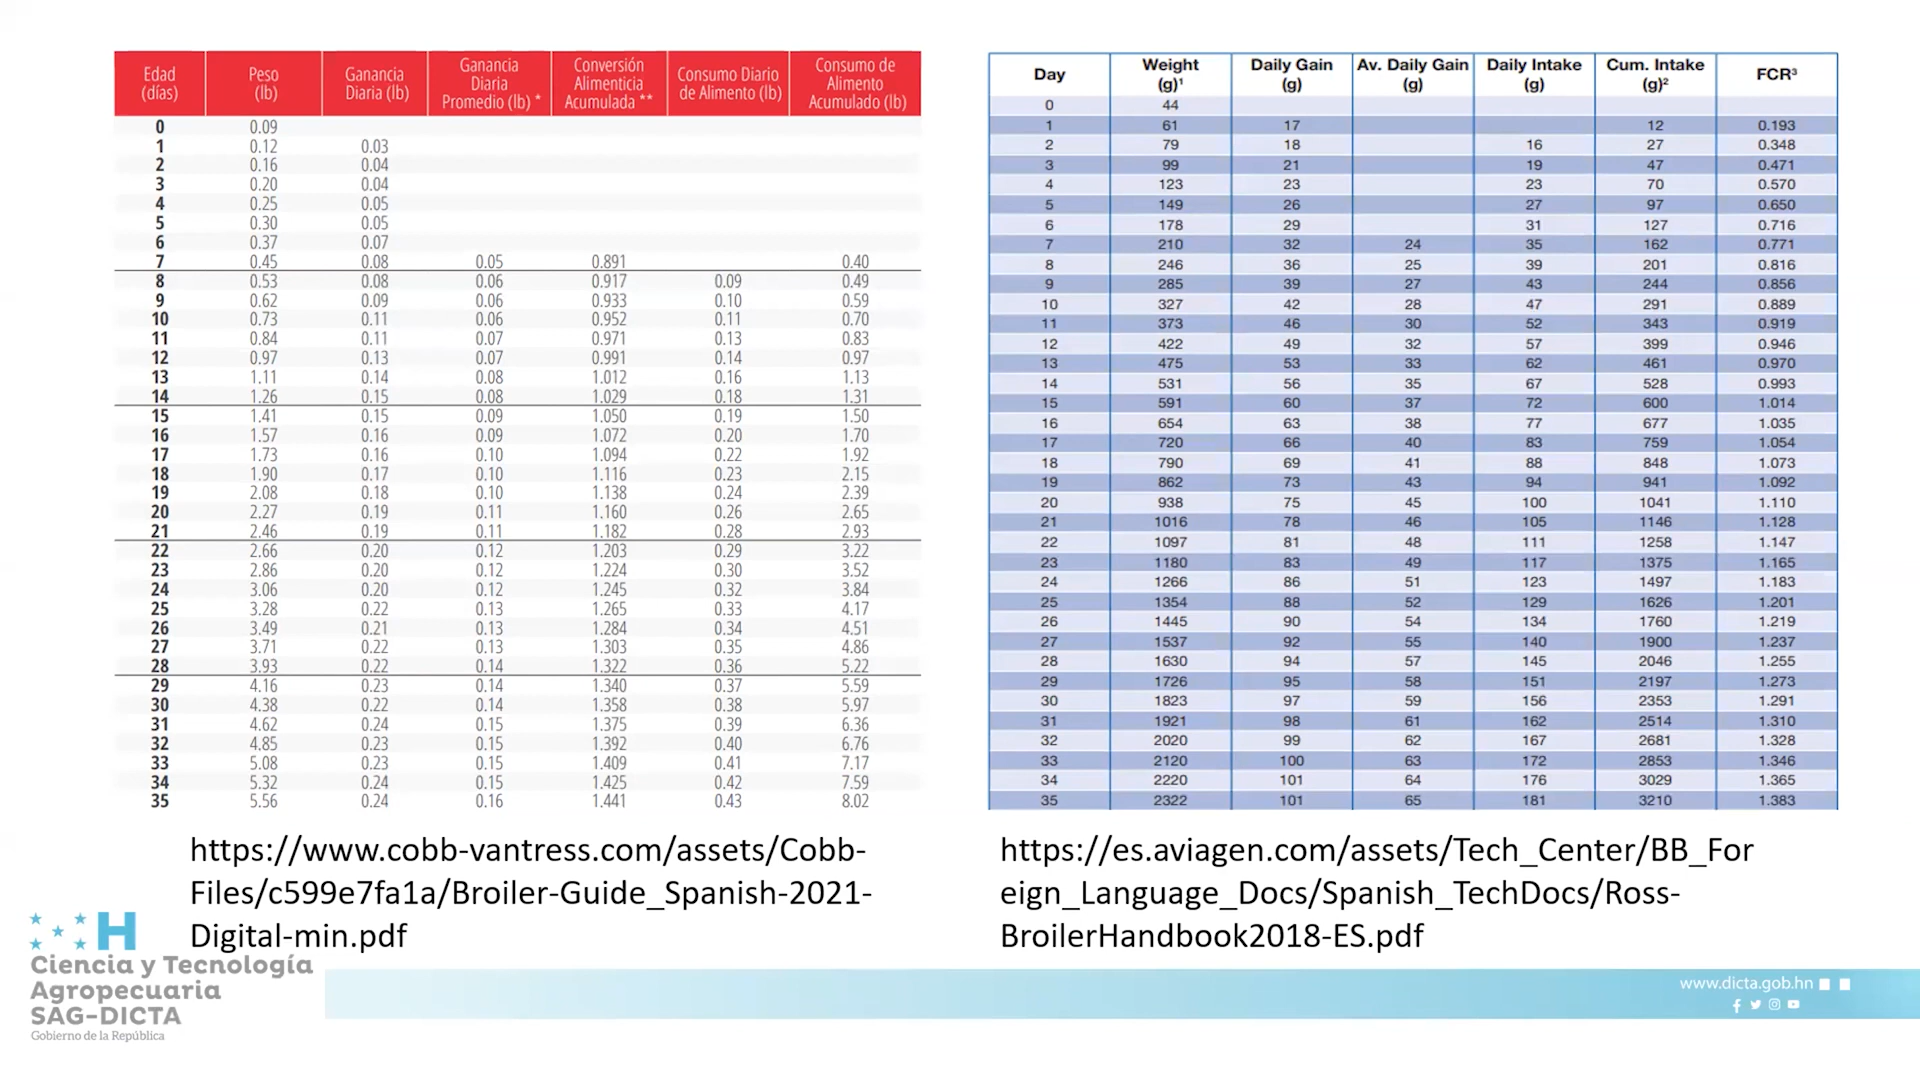 Edad (días) Peso (lb) Ganancia Diaria (lb) Ganancia Diaria Promedio (lb) * Conversión Alimenticia Acumulada ** Consumo Diario de Alimento (lb) Consumo de Alimento Acumulado (lb)
0 0.09
1 0.12 0.03
2 0.16 0.04
3 0.20 0.04
4 0.25 0.05
5 0.30 0.05
6 0.37 0.07
7 0.45 0.08 0.05 0.891 0.40
8 0.53 0.08 0.06 0.917 0.09 0.49
9 0.62 0.09 0.06 0.933 0.10 0.59
10 0.73 0.11 0.06 0.952 0.11 0.70
11 0.84 0.11 0.07 0.971 0.13 0.83
12 0.97 0.13 0.07 0.991 0.14 0.97
13 1.11 0.14 0.08 1.012 0.16 1.13
14 1.26 0.15 0.08 1.029 0.18 1.31
15 1.41 0.15 0.09 1.050 0.19 1.50
16 1.57 0.16 0.09 1.072 0.20 1.70
17 1.73 0.16 0.10 1.094 0.22 1.92
18 1.90 0.17 0.10 1.116 0.23 2.15
19 2.08 0.18 0.10 1.138 0.24 2.39
20 2.27 0.19 0.11 1.160 0.26 2.65
21 2.46 0.19 0.11 1.182 0.28 2.93
22 2.66 0.20 0.12 1.203 0.29 3.22
23 2.86 0.20 0.12 1.224 0.30 3.52
24 3.06 0.20 0.12 1.245 0.32 3.84
25 3.28 0.22 0.13 1.265 0.33 4.17
26 3.49 0.21 0.13 1.284 0.34 4.51
27 3.71 0.22 0.13 1.303 0.35 4.86
28 3.93 0.22 0.14 1.322 0.36 5.22
29 4.16 0.23 0.14 1.340 0.37 5.59
30 4.38 0.22 0.14 1.358 0.38 5.97
31 4.62 0.24 0.15 1.375 0.39 6.36
32 4.85 0.23 0.15 1.392 0.40 6.76
33 5.08 0.23 0.15 1.409 0.41 7.17
34 5.32 0.24 0.15 1.425 0.42 7.59
35 5.56 0.24 0.16 1.441 0.43 8.02
https://www.cobb-vantress.com/assets/Cobb-
Files/c599e7fa1a/Broiler-Guide_Spanish-2021-
Digital-min.pdf
Day Weight (g)¹ Daily Gain (g) Av. Daily Gain (g) Daily Intake (g) Cum. Intake (g)² FCR³
0 44
1 61 17 12 0.193
2 79 18 16 27 0.348
3 99 21 19 47 0.471
4 123 23 23 70 0.570
5 149 26 27 97 0.650
6 178 29 31 127 0.716
7 210 32 24 35 162 0.771
8 246 36 25 39 201 0.816
9 285 39 27 43 244 0.856
10 327 42 28 47 291 0.889
11 373 46 30 52 343 0.919
12 422 49 32 57 399 0.946
13 475 53 33 62 461 0.970
14 531 56 35 67 528 0.993
15 591 60 37 72 600 1.014
16 654 63 38 77 677 1.035
17 720 66 40 83 759 1.054
18 790 69 41 88 848 1.073
19 862 73 43 94 941 1.092
20 938 75 45 100 1041 1.110
21 1016 78 46 105 1146 1.128
22 1097 81 48 111 1258 1.147
23 1180 83 49 117 1375 1.165
24 1266 86 51 123 1497 1.183
25 1354 88 52 129 1626 1.201
26 1445 90 54 134 1760 1.219
27 1537 92 55 140 1900 1.237
28 1630 94 57 145 2046 1.255
29 1726 95 58 151 2197 1.273
30 1823 97 59 156 2353 1.291
31 1921 98 61 162 2514 1.310
32 2020 99 62 167 2681 1.328
33 2120 100 63 172 2853 1.346
34 2220 101 64 176 3029 1.365
35 2322 101 65 181 3210 1.383
https://es.aviagen.com/assets/Tech_Center/BB_For
eign_Language_Docs/Spanish_TechDocs/Ross-
BroilerHandbook2018-ES.pdf
H
Ciencia y Tecnología
Agropecuaria
SAG-DICTA
Gobierno de la República
www.dicta.gob.hn